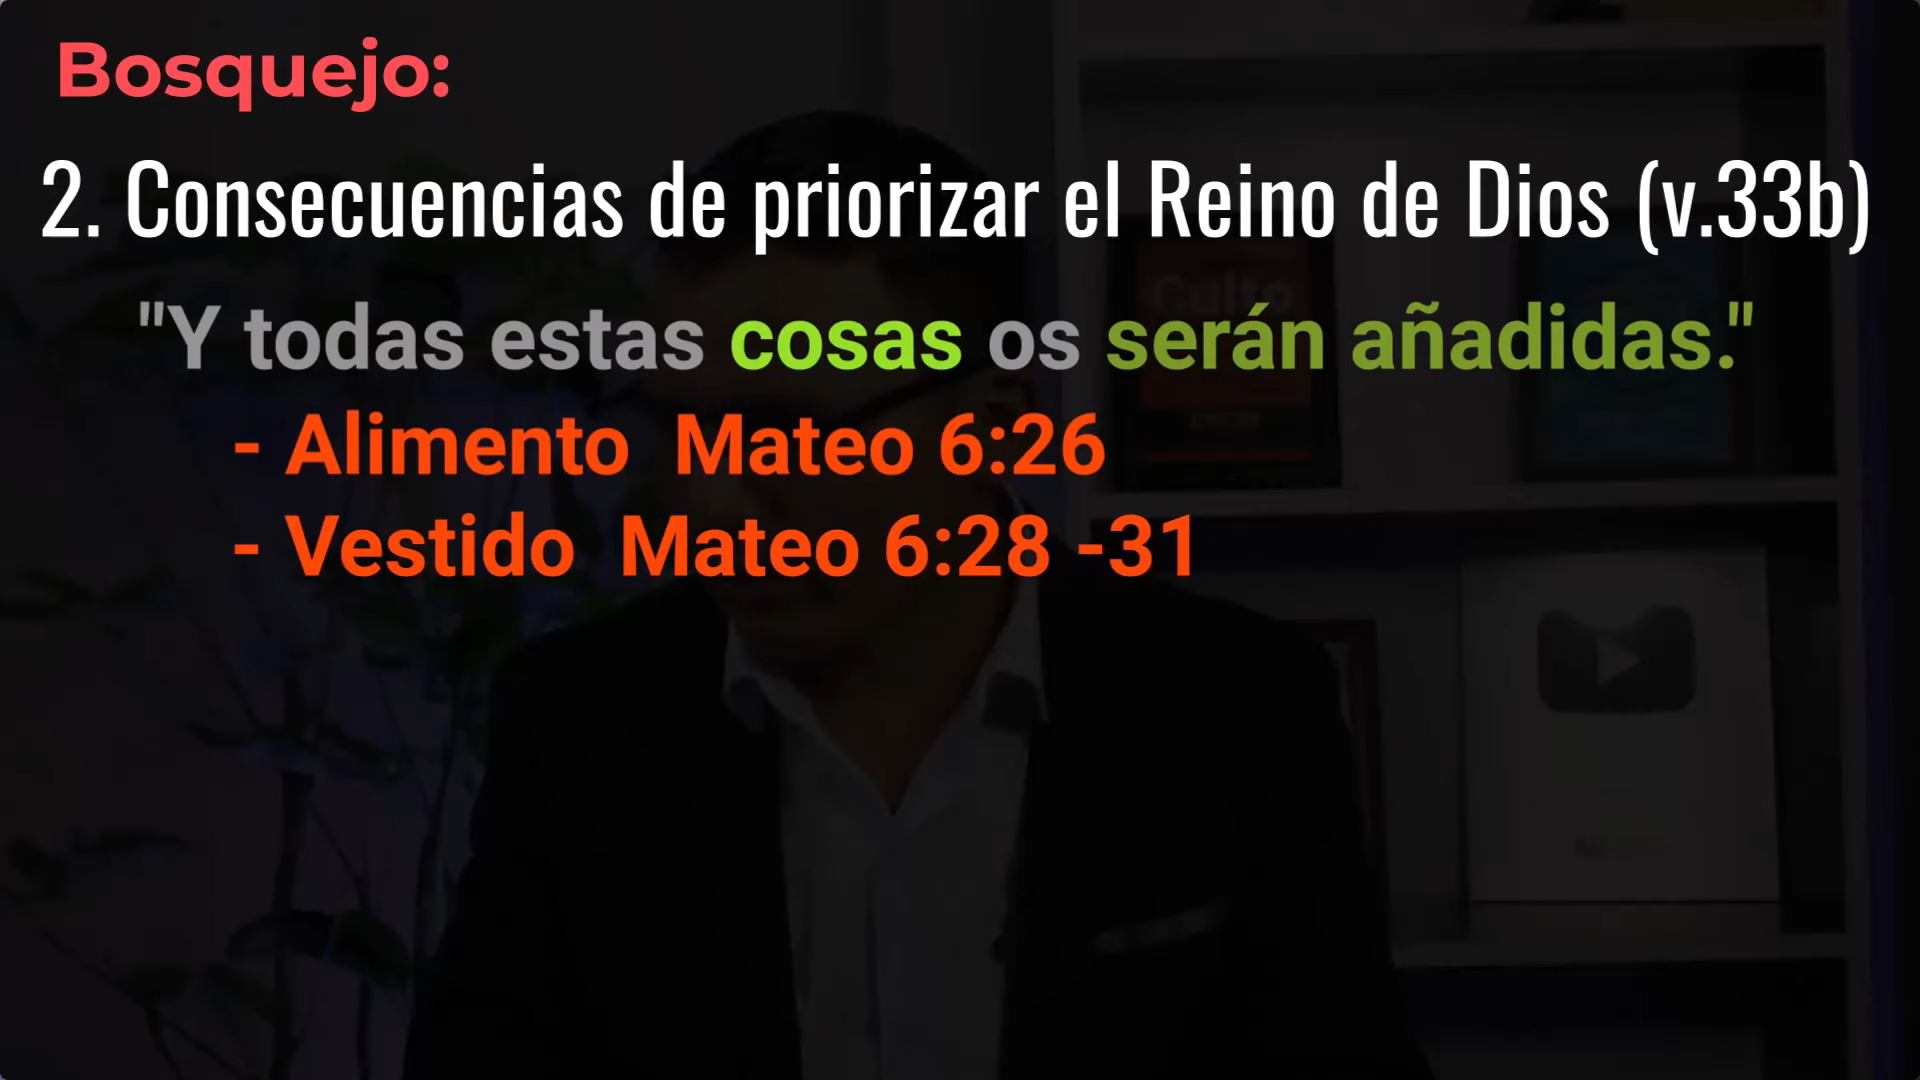 Bosquejo:
2. Consecuencias de priorizar el Reino de Dios (v.33b)
"Y todas estas cosas os serán añadidas."
- Alimento Mateo 6:26
- Vestido Mateo 6:28 -31
Culto